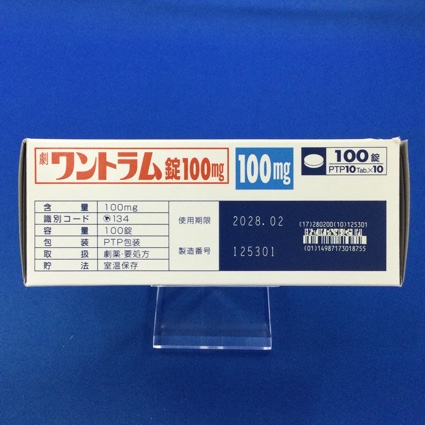 劇 ワントラム錠100mg 100mg 100錠
PTP10Tab.×10
含量 100mg
識別コード 134
容量 100錠
包装 PTP包装
取扱 劇薬・要処方
貯法 室温保存
使用期限 2028.02
製造番号 125301
(17)280200(10)125301
(01)14987173018755